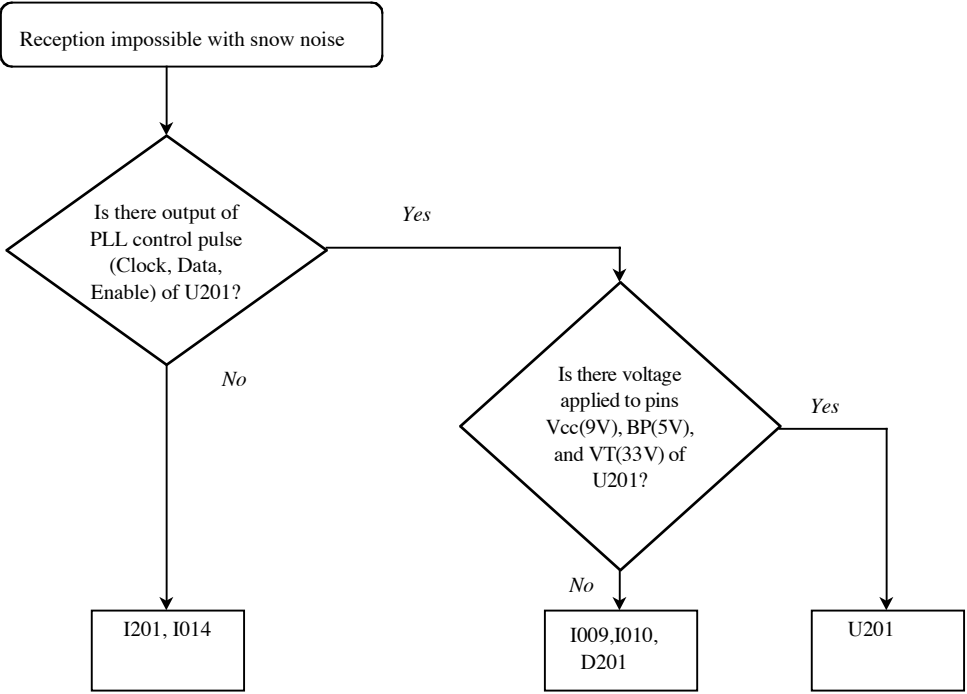 Reception impossible with snow noise
Is there output of
PLL control pulse
(Clock, Data,
Enable) of U201?
Yes
No
Is there voltage
applied to pins
Vcc(9V), BP(5V),
and VT(33V) of
U201?
Yes
No
I201, I014
I009,I010,
D201
U201